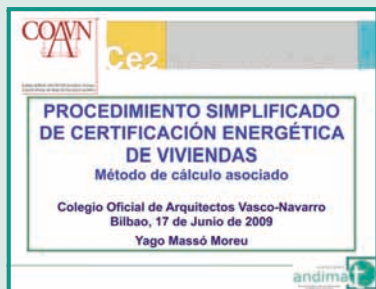 COAVN
Ce2
PROCEDIMIENTO SIMPLIFICADO
DE CERTIFICACIÓN ENERGÉTICA
DE VIVIENDAS
Método de cálculo asociado
Colegio Oficial de Arquitectos Vasco-Navarro
Bilbao, 17 de Junio de 2009
Yago Massó Moreu
andimat